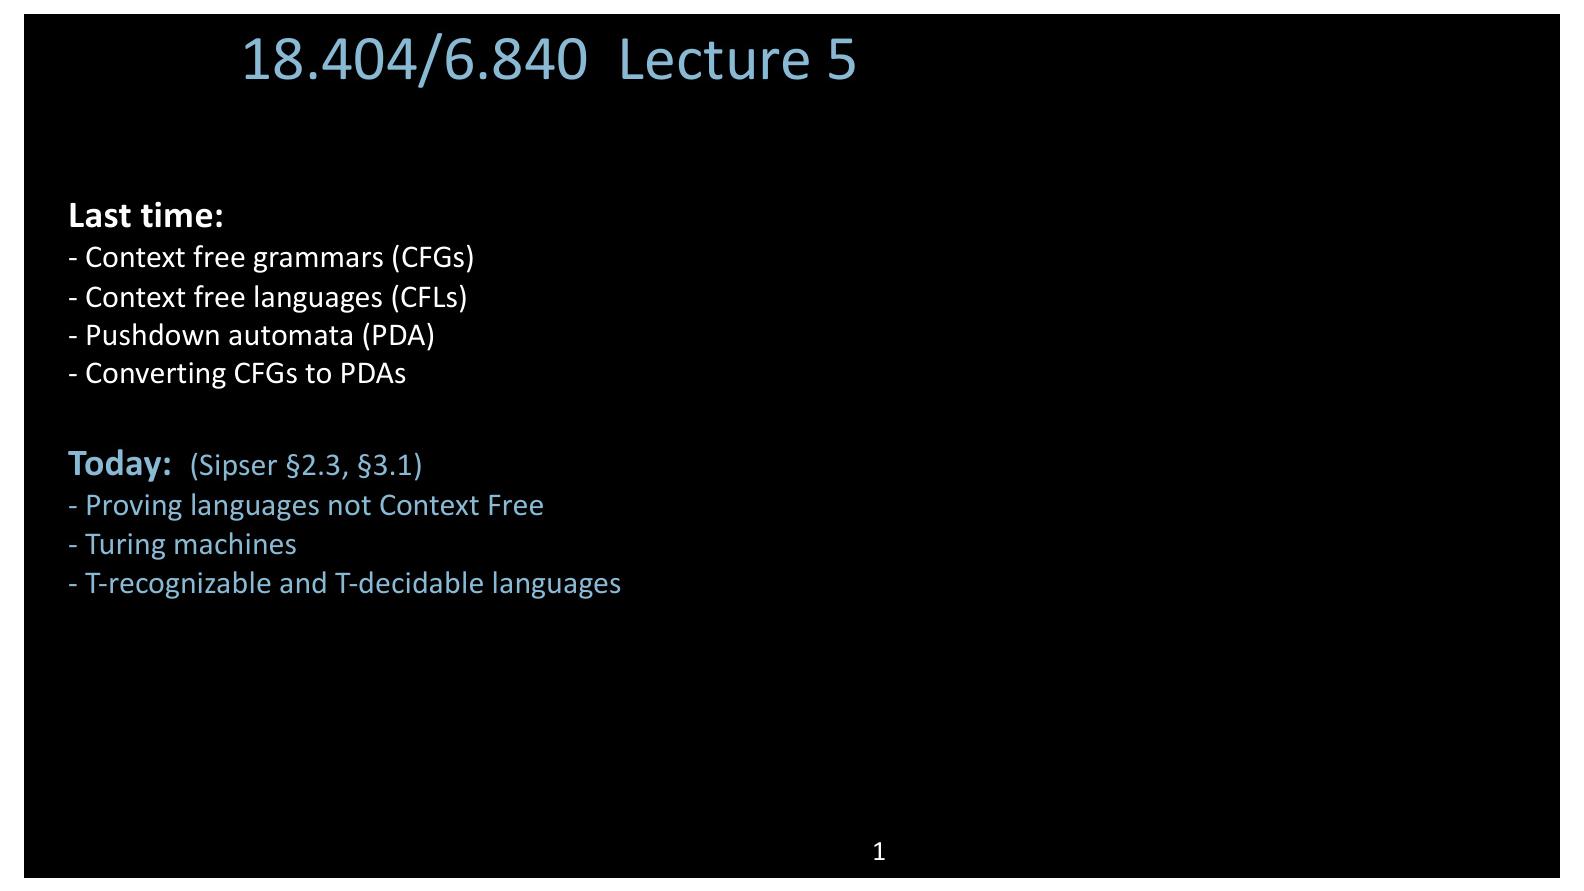 18.404/6.840 Lecture 5
Last time:
- Context free grammars (CFGs)
- Context free languages (CFLs)
- Pushdown automata (PDA)
- Converting CFGs to PDAs
Today: (Sipser §2.3, §3.1)
- Proving languages not Context Free
- Turing machines
- T-recognizable and T-decidable languages
1